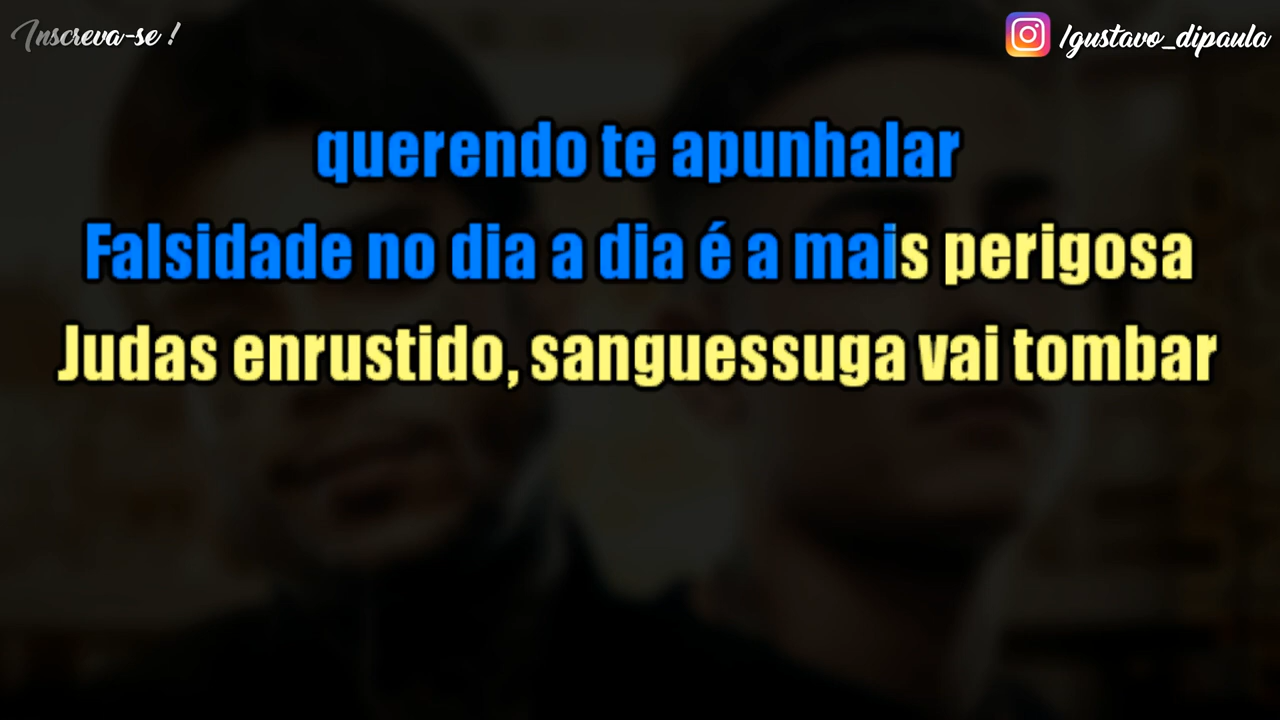 Inscreva-se !
/gustavo_dipaula
querendo te apunhalar
Falsidade no dia a dia é a mais perigosa
Judas enrustido, sanguessuga vai tombar